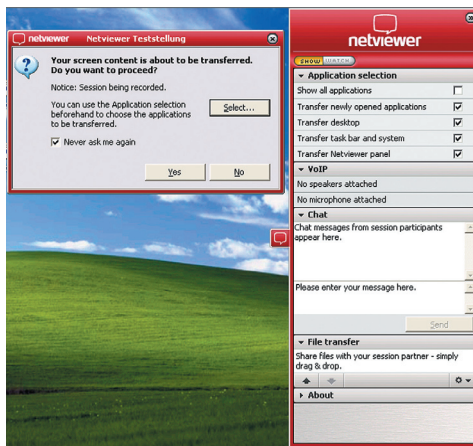 netviewer Netviewer Teststellung
Your screen content is about to be transferred.
Do you want to proceed?
Notice: Session being recorded.
You can use the Application selection
beforehand to choose the applications
to be transferred.
Select...
Never ask me again
Yes No
netviewer
SHOW WATCH
Application selection
Show all applications
Transfer newly opened applications
Transfer desktop
Transfer task bar and system
Transfer Netviewer panel
VoIP
No speakers attached
No microphone attached
Chat
Chat messages from session participants
appear here.
Please enter your message here.
Send
File transfer
Share files with your session partner - simply
drag & drop.
About